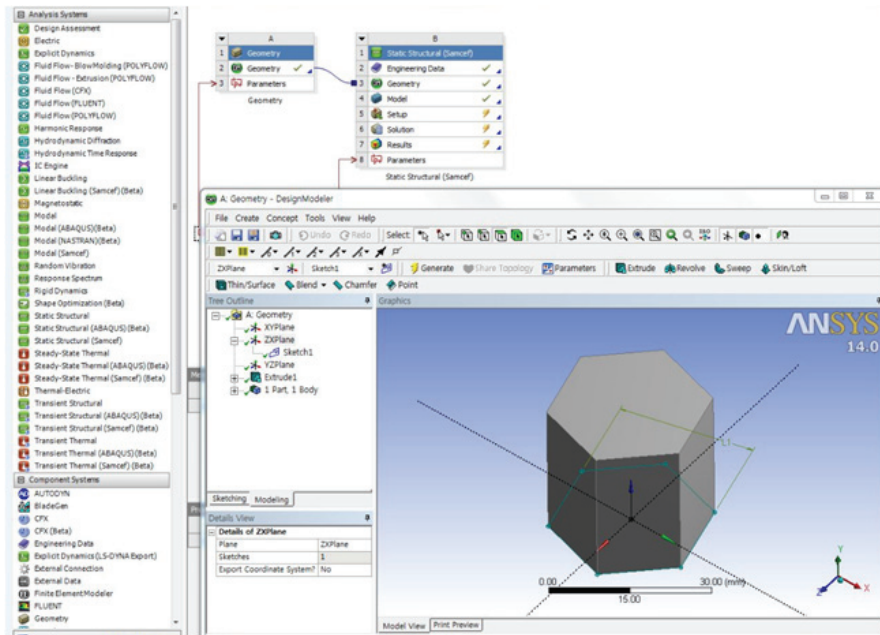 Analysis Systems
Design Assessment
Electric
Explicit Dynamics
Fluid Flow- BlowMolding (POLYFLOW)
Fluid Flow - Extrusion (POLYFLOW)
Fluid Flow (CFX)
Fluid Flow (FLUENT)
Fluid Flow (POLYFLOW)
Harmonic Response
Hydrodynamic Diffraction
Hydrodynamic Time Response
IC Engine
Linear Buckling
Linear Buckling (Samcef) (Beta)
Magnetostatic
Modal
Modal (ABAQUS)(Beta)
Modal (NASTRAN)(Beta)
Modal (Samcef)
Random Vibration
Response Spectrum
Rigid Dynamics
Shape Optimization (Beta)
Static Structural
Static Structural (ABAQUS) (Beta)
Static Structural (Samcef)
Steady-State Thermal
Steady-State Thermal (ABAQUS) (Beta)
Steady-State Thermal (Samcef) (Beta)
Thermal-Electric
Transient Structural
Transient Structural (ABAQUS) (Beta)
Transient Structural (Samcef) (Beta)
Transient Thermal
Transient Thermal (ABAQUS) (Beta)
Transient Thermal (Samcef) (Beta)
Component Systems
AUTODYN
BladeGen
CFX
CFX (Beta)
Engineering Data
Explicit Dynamics (LS-DYNA Export)
External Connection
External Data
Finite Element Modeler
FLUENT
Geometry
A
1 Geometry
2 Geometry
3 Parameters
Geometry
B
1 Static Structural (Samcef)
2 Engineering Data
3 Geometry
4 Model
5 Setup
6 Solution
7 Results
8 Parameters
Static Structural (Samcef)
A: Geometry - DesignModeler
File Create Concept Tools View Help
Undo Redo Select:
ZXPlane Sketch1 Generate Share Topology Parameters Extrude Revolve Sweep Skin/Loft
Thin/Surface Blend Chamfer Point
Tree Outline
A: Geometry
XYPlane
ZXPlane
Sketch1
YZPlane
Extrude1
1 Part, 1 Body
Sketching Modeling
Details View
Details of ZXPlane
Plane ZXPlane
Sketches 1
Export Coordinate System? No
Graphics
ANSYS
14.0
L1
0.00 30.00 (mm)
15.00
Y
X
Z
Model View Print Preview